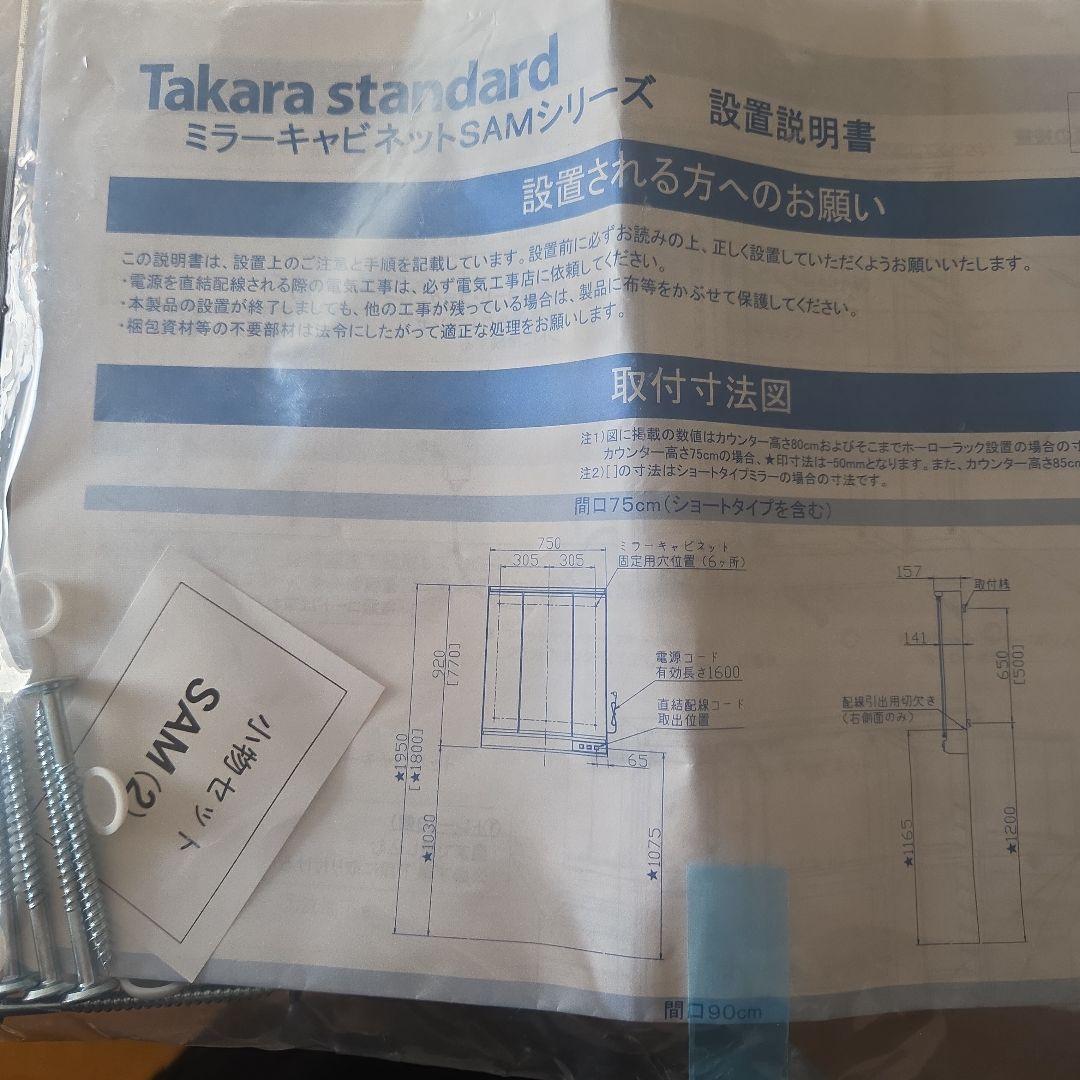 Takara standard
ミラーキャビネットSAMシリーズ 設置説明書
設置される方へのお願い
この説明書は、設置上のご注意と手順を記載しています。設置前に必ずお読みの上、正しく設置していただくようお願いいたします。
・電源を直結配線される際の電気工事は、必ず電気工事店に依頼してください。
・本製品の設置が終了しましても、他の工事が残っている場合は、製品に布等をかぶせて保護してください。
・梱包資材等の不要部材は法令にしたがって適正な処理をお願いします。
取付寸法図
注1)図に掲載の数値はカウンター高さ80cmおよびそこまでホーローラック設置の場合の寸
カウンター高さ75cmの場合、★印寸法は-50mmとなります。また、カウンター高さ85cm
注2)[ ]の寸法はショートタイプミラーの場合の寸法です。
間口75cm(ショートタイプを含む)
750
305 305
ミラーキャビネット
固定用穴位置(6ヶ所)
920
[770]
電源コード
有効長さ1600
直結配線コード
取出位置
65
★1950
[★1800]
★1030
★1075
157
取付桟
141
650
[500]
配線引出用切欠き
(右側面のみ)
★1165
★1200
間口90cm
小物セット
SAM(2)